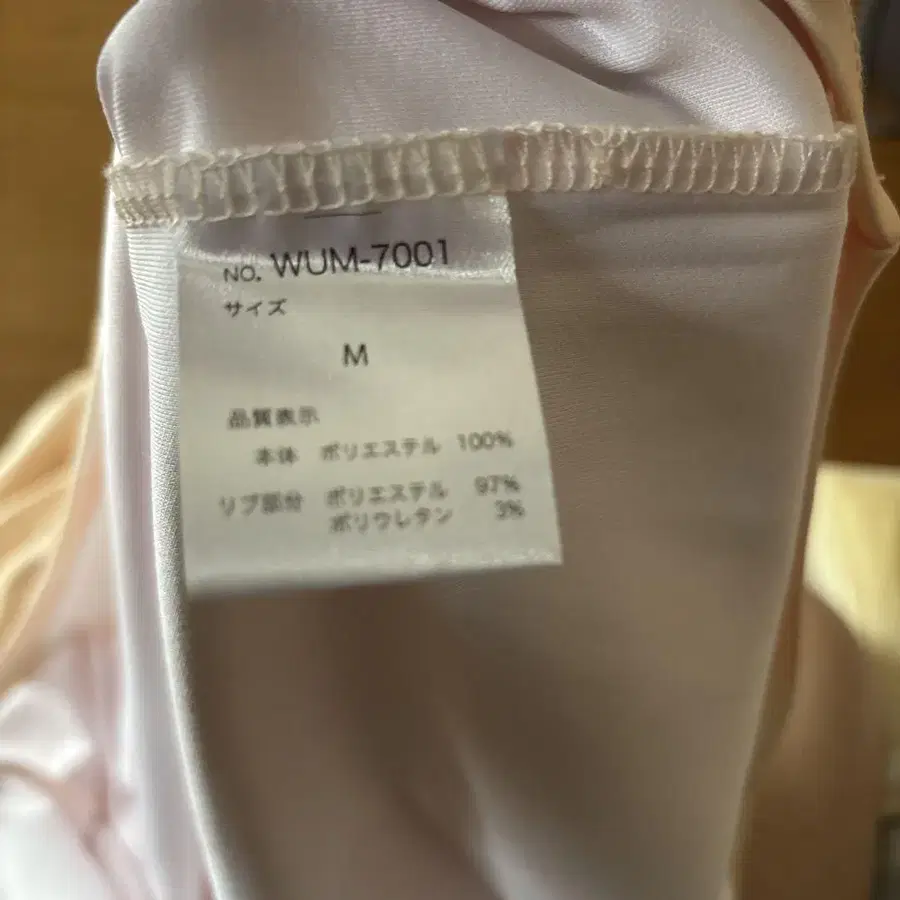 NO. WUM-7001
サイズ
M
品質表示
本体 ポリエステル 100%
リブ部分 ポリエステル 97%
ポリウレタン 3%